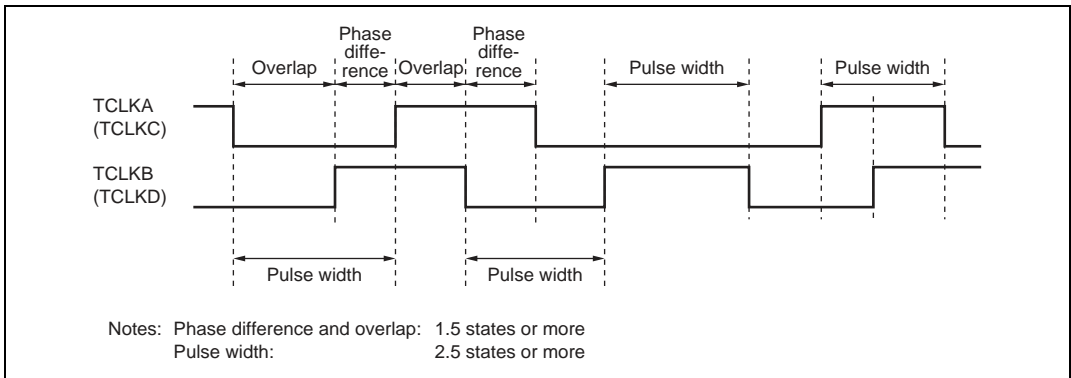 Phase
diffe-
rence
Phase
diffe-
rence
Overlap
Overlap
Pulse width
Pulse width
TCLKA
(TCLKC)
TCLKB
(TCLKD)
Pulse width
Pulse width
Notes: Phase difference and overlap: 1.5 states or more
Pulse width: 2.5 states or more